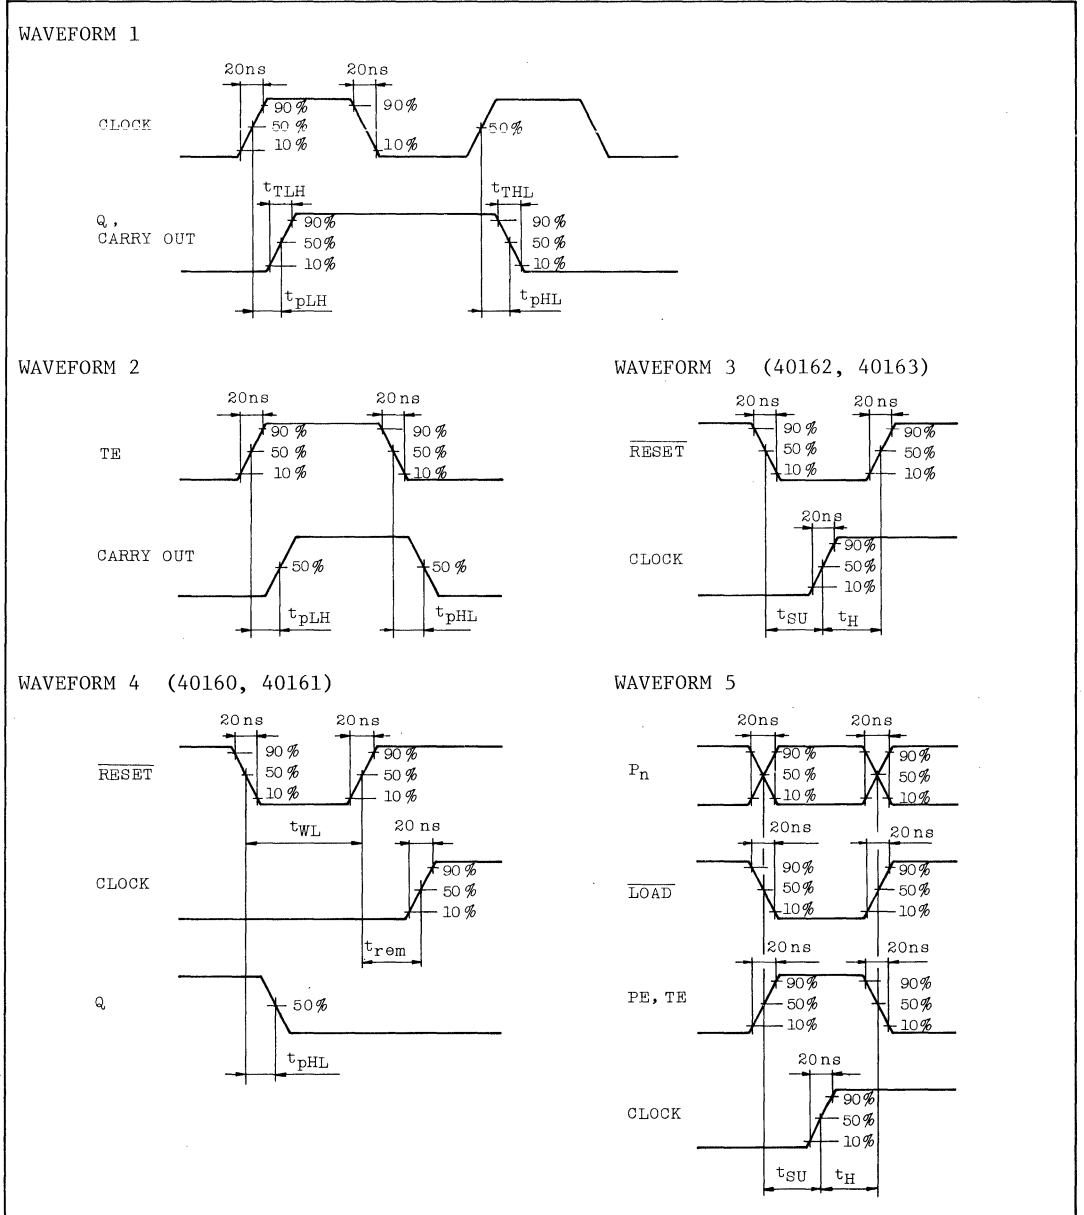 WAVEFORM 1
20ns 20ns
CLOCK
90% 90%
50% 50%
10% 10%
tTLH tTHL
Q,
CARRY OUT
90% 90%
50% 50%
10% 10%
tpLH tpHL
WAVEFORM 2
20ns 20ns
TE
90% 90%
50% 50%
10% 10%
CARRY OUT
50% 50%
tpLH tpHL
WAVEFORM 3 (40162, 40163)
20ns 20ns
RESET
90% 90%
50% 50%
10% 10%
20ns
CLOCK
90%
50%
10%
tSU tH
WAVEFORM 4 (40160, 40161)
20ns 20ns
RESET
90% 90%
50% 50%
10% 10%
tWL
20 ns
CLOCK
90%
50%
10%
trem
Q
50%
tpHL
WAVEFORM 5
20ns 20ns
Pn
90% 90%
50% 50%
10% 10%
20ns 20ns
LOAD
90% 90%
50% 50%
10% 10%
20ns 20ns
PE, TE
90% 90%
50% 50%
10% 10%
20ns
CLOCK
90%
50%
10%
tSU tH